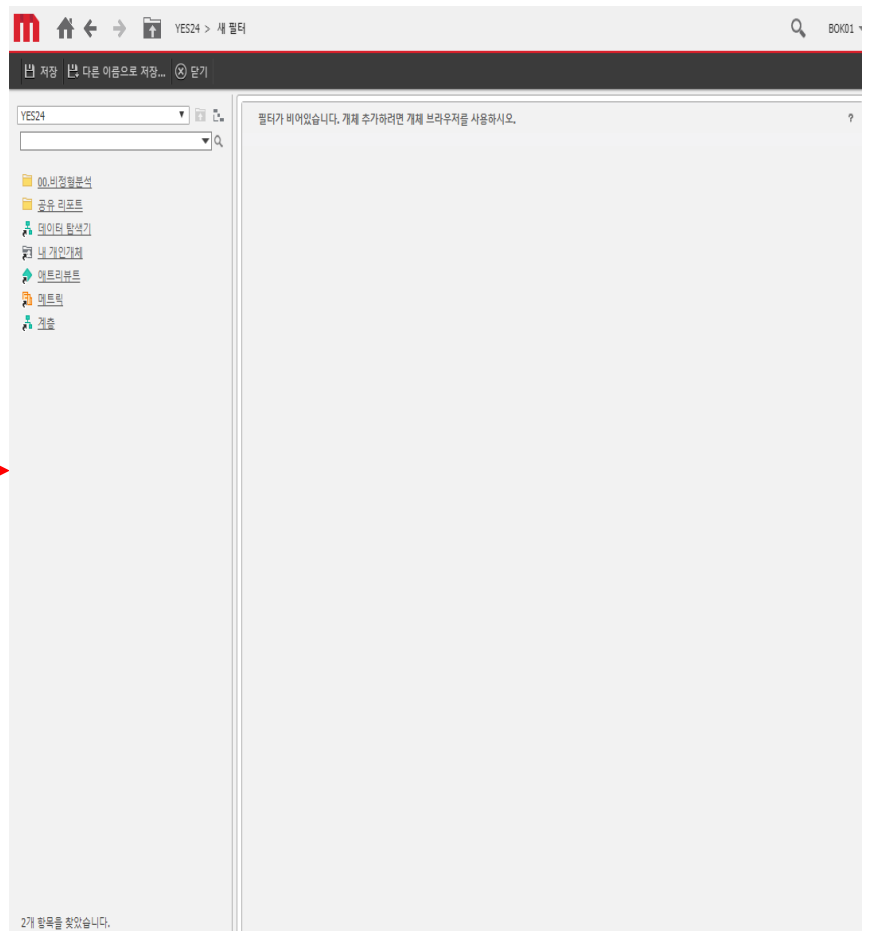 YES24 > 새 필터
BOK01
저장 다른 이름으로 저장... 닫기
YES24
필터가 비어있습니다. 개체 추가하려면 개체 브라우저를 사용하십시오.
?
00.비정형분석
공유 리포트
데이터 탐색기
내 개인개체
애트리뷰트
메트릭
계층
2개 항목을 찾았습니다.